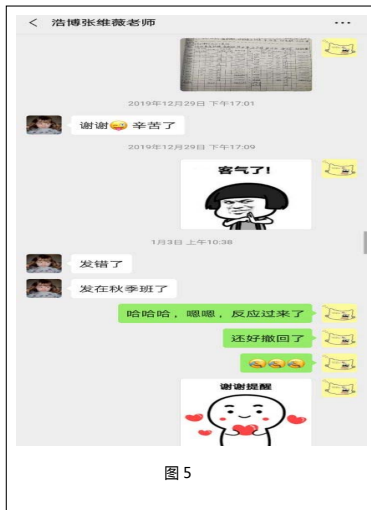 < 浩博张维薇老师 ...
2019年12月29日 下午17:01
谢谢 辛苦了
2019年12月29日 下午17:09
客气了!
1月3日 上午10:38
发错了
发在秋季班了
哈哈哈，嗯嗯，反应过来了
还好撤回了
谢谢提醒
图5